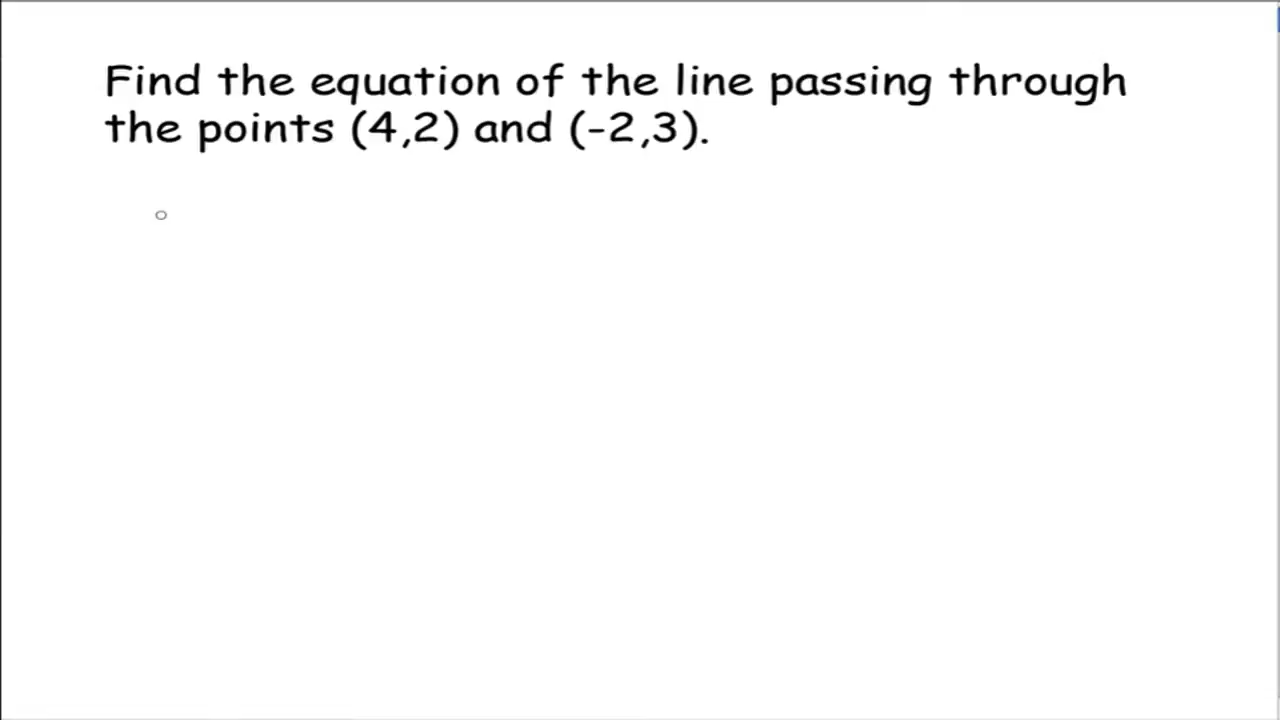 Find the equation of the line passing through
the points (4,2) and (-2,3).